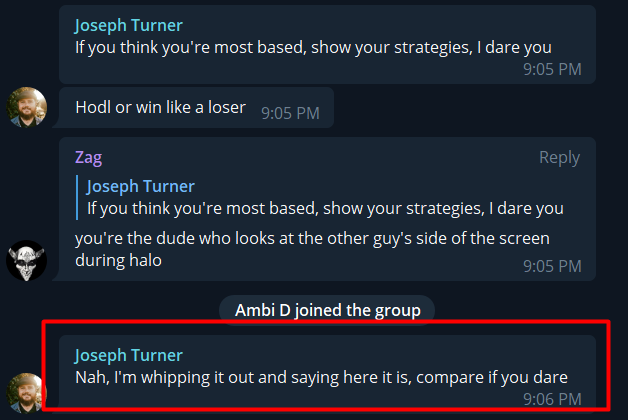 Joseph Turner
If you think you're most based, show your strategies, I dare you
9:05 PM
Hodl or win like a loser 9:05 PM
Zag Reply
Joseph Turner
If you think you're most based, show your strategies, I dare you
you're the dude who looks at the other guy's side of the screen
during halo
9:05 PM
Ambi D joined the group
Joseph Turner
Nah, I'm whipping it out and saying here it is, compare if you dare
9:06 PM